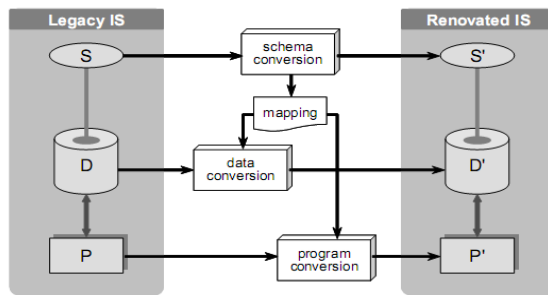 Legacy IS
Renovated IS
S
schema
conversion
S'
mapping
D
data
conversion
D'
P
program
conversion
P'